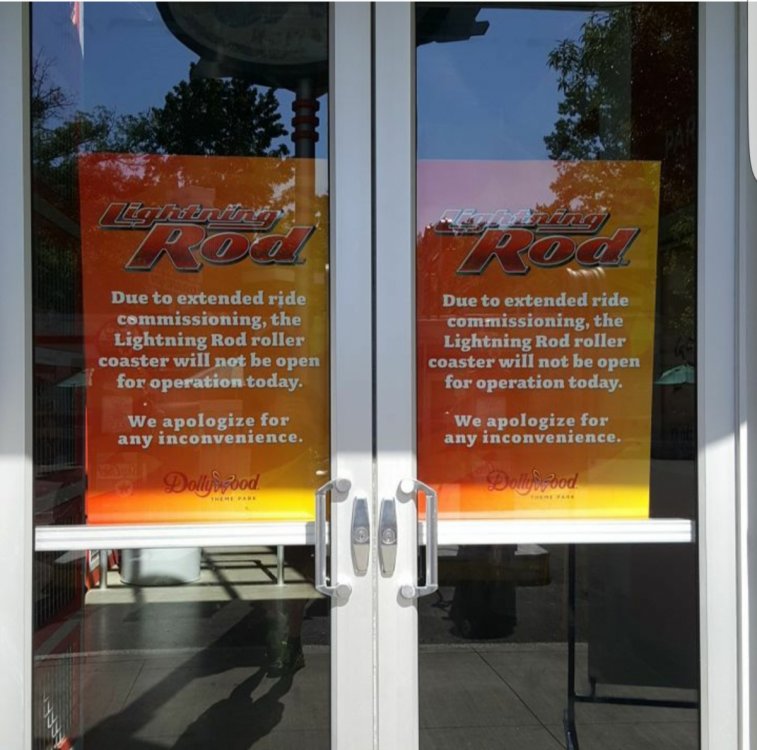 Lightning
Rod
Due to extended ride
commissioning, the
Lightning Rod roller
coaster will not be open
for operation today.
We apologize for
any inconvenience.
Dollywood
THEME PARK
Lightning
Rod
Due to extended ride
commissioning, the
Lightning Rod roller
coaster will not be open
for operation today.
We apologize for
any inconvenience.
Dollywood
THEME PARK